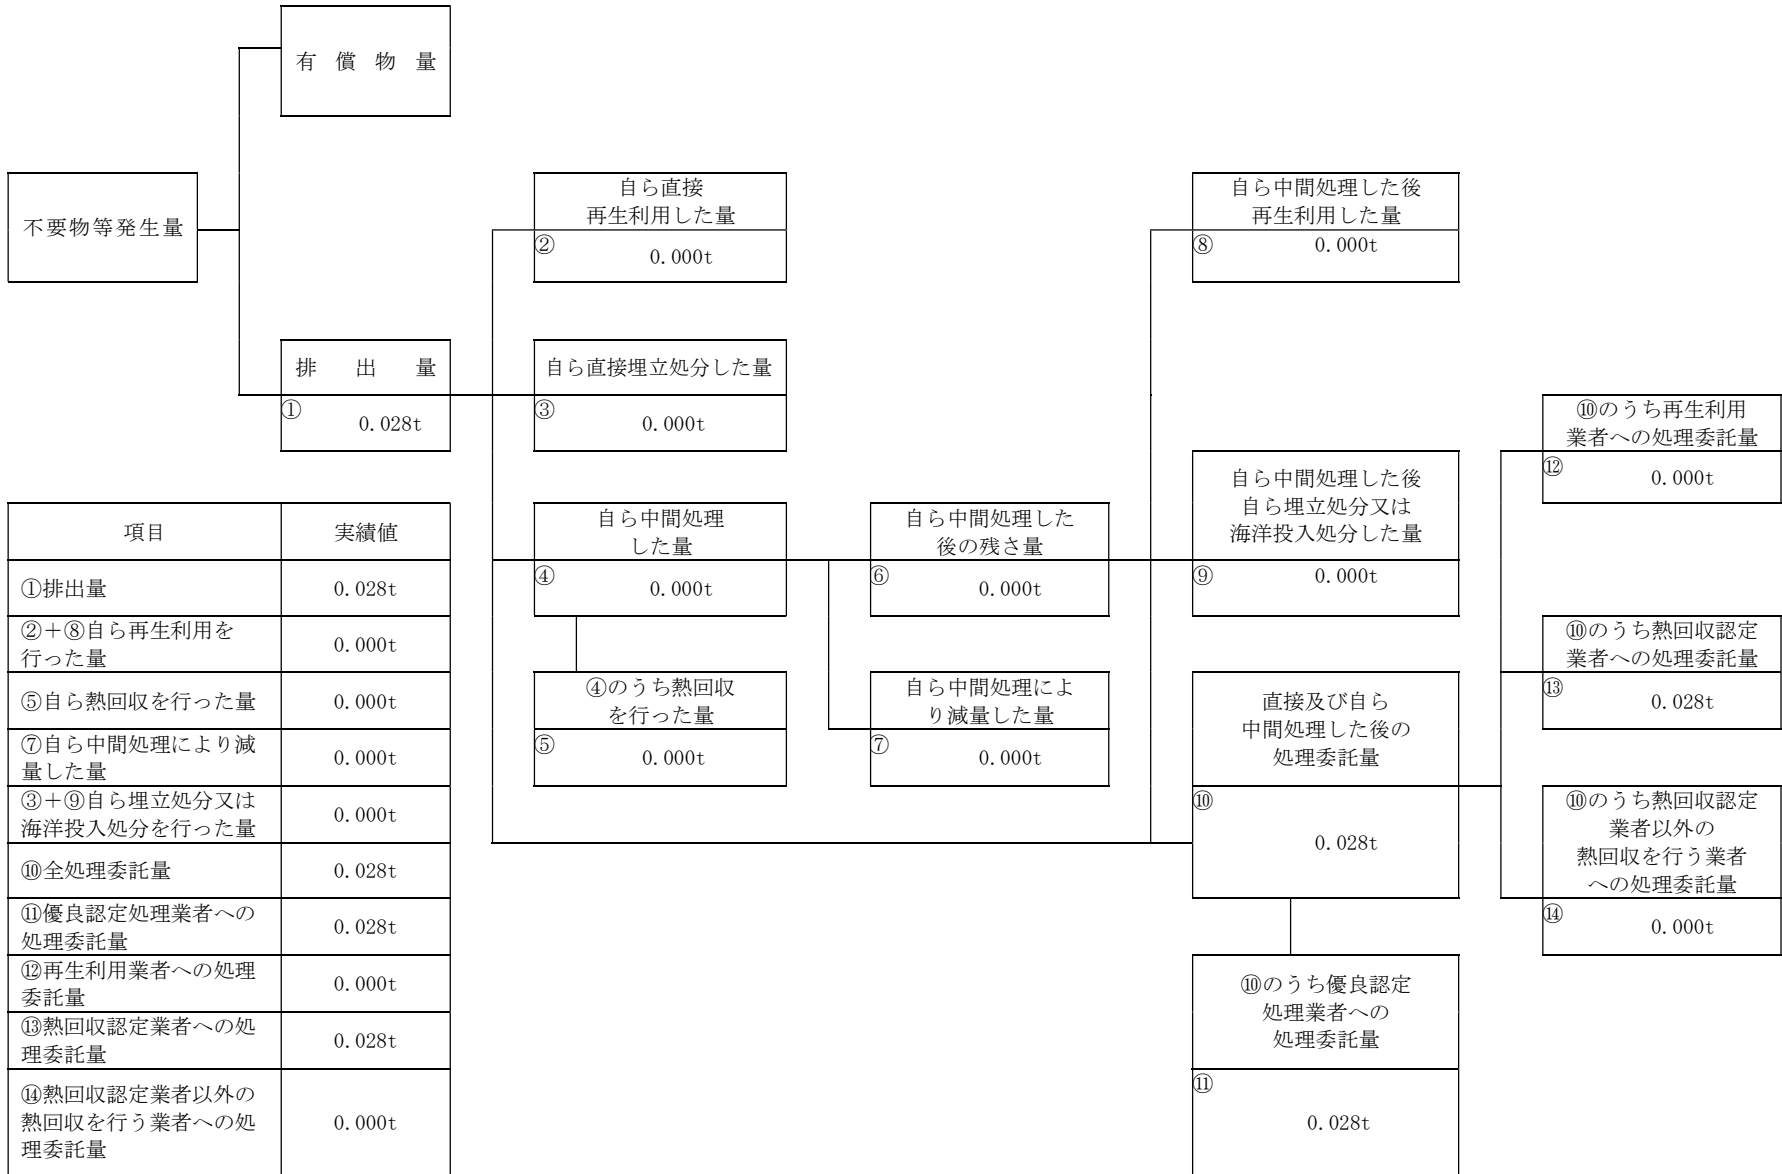 有償物量
不要物等発生量
自ら直接
再生利用した量
②
0.000t
自ら中間処理した後
再生利用した量
⑧
0.000t
排出量
①
0.028t
自ら直接埋立処分した量
③
0.000t
⑩のうち再生利用
業者への処理委託量
⑫
0.000t
自ら中間処理
した量
④
0.000t
自ら中間処理した
後の残さ量
⑥
0.000t
自ら中間処理した後
自ら埋立処分又は
海洋投入処分した量
⑨
0.000t
⑩のうち熱回収認定
業者への処理委託量
⑬
0.028t
④のうち熱回収
を行った量
⑤
0.000t
自ら中間処理によ
り減量した量
⑦
0.000t
直接及び自ら
中間処理した後の
処理委託量
⑩
0.028t
⑩のうち熱回収認定
業者以外の
熱回収を行う業者
への処理委託量
⑭
0.000t
⑩のうち優良認定
処理業者への
処理委託量
⑪
0.028t
項目 実績値
①排出量 0.028t
②+⑧自ら再生利用を
行った量 0.000t
⑤自ら熱回収を行った量 0.000t
⑦自ら中間処理により減
量した量 0.000t
③+⑨自ら埋立処分又は
海洋投入処分を行った量 0.000t
⑩全処理委託量 0.028t
⑪優良認定処理業者への
処理委託量 0.028t
⑫再生利用業者への処理
委託量 0.000t
⑬熱回収認定業者への処
理委託量 0.028t
⑭熱回収認定業者以外の
熱回収を行う業者への処
理委託量 0.000t